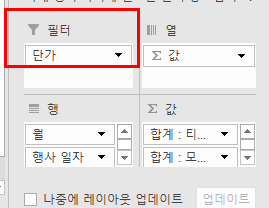 필터
열
단가
Σ 값
행
Σ 값
월
합계 : 티...
행사 일자
합계 : 모...
나중에 레이아웃 업데이트
업데이트